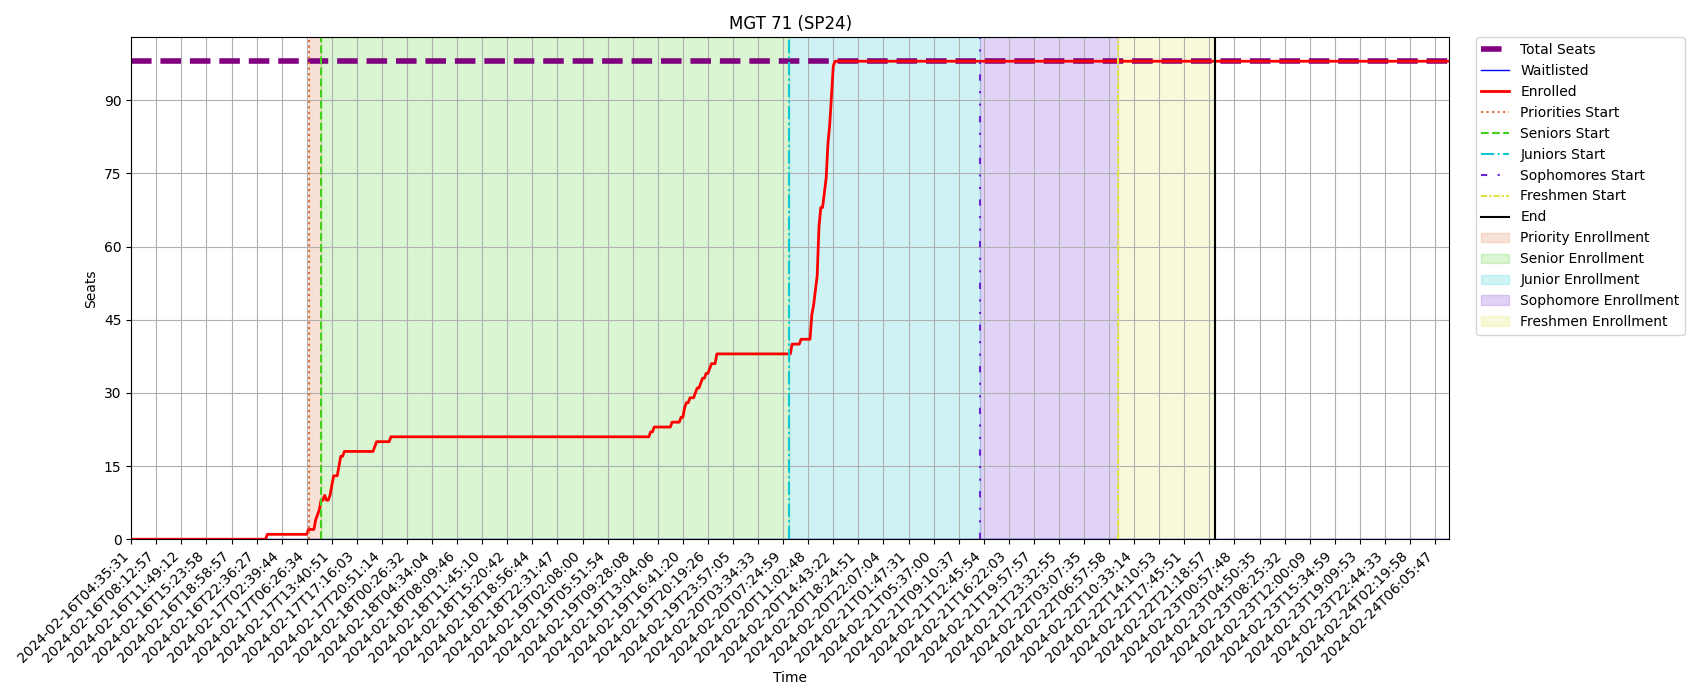 MGT 71 (SP24)
Total Seats
Waitlisted
Enrolled
Priorities Start
Seniors Start
Juniors Start
Sophomores Start
Freshmen Start
End
Priority Enrollment
Senior Enrollment
Junior Enrollment
Sophomore Enrollment
Freshmen Enrollment
Seats
90
75
60
45
30
15
0
2024-02-16T04:35:31
2024-02-16T08:12:57
2024-02-16T11:49:12
2024-02-16T15:23:58
2024-02-16T18:58:57
2024-02-16T22:36:27
2024-02-17T02:39:44
2024-02-17T06:26:34
2024-02-17T13:40:51
2024-02-17T17:16:03
2024-02-17T20:51:14
2024-02-18T00:26:32
2024-02-18T04:34:04
2024-02-18T08:09:46
2024-02-18T11:45:10
2024-02-18T15:20:42
2024-02-18T18:56:44
2024-02-18T22:31:47
2024-02-19T02:08:00
2024-02-19T05:51:54
2024-02-19T09:28:08
2024-02-19T13:04:06
2024-02-19T16:41:20
2024-02-19T20:19:26
2024-02-19T23:57:05
2024-02-20T03:34:33
2024-02-20T07:24:59
2024-02-20T11:02:48
2024-02-20T14:43:22
2024-02-20T18:24:51
2024-02-20T22:07:04
2024-02-21T01:47:31
2024-02-21T05:37:00
2024-02-21T09:10:37
2024-02-21T12:45:54
2024-02-21T16:22:03
2024-02-21T19:57:57
2024-02-21T23:32:55
2024-02-22T03:07:35
2024-02-22T06:57:58
2024-02-22T10:33:14
2024-02-22T14:10:53
2024-02-22T17:45:51
2024-02-22T21:18:57
2024-02-23T00:57:48
2024-02-23T04:50:35
2024-02-23T08:25:32
2024-02-23T12:00:09
2024-02-23T15:34:59
2024-02-23T19:09:53
2024-02-23T22:44:33
2024-02-24T02:19:58
2024-02-24T06:05:47
Time